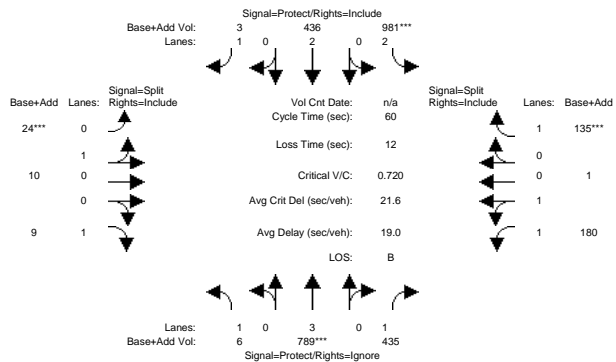 Signal=Protect/Rights=Include
Base+Add Vol: 3 436 981***
Lanes: 1 0 2 0 2
Signal=Split
Base+Add Lanes: Rights=Include
Vol Cnt Date: n/a
Signal=Split
Rights=Include Lanes: Base+Add
Cycle Time (sec): 60
24*** 0
1 135***
Loss Time (sec): 12
1
0
10 0
Critical V/C: 0.720
0 1
0
Avg Crit Del (sec/veh): 21.6
1
9 1
Avg Delay (sec/veh): 19.0
1 180
LOS: B
Lanes: 1 0 3 0 1
Base+Add Vol: 6 789*** 435
Signal=Protect/Rights=Ignore